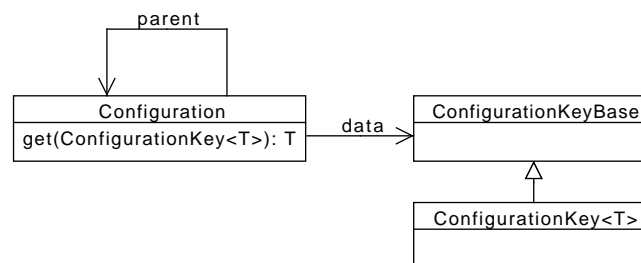 parent
Configuration
get(ConfigurationKey<T>): T
data
ConfigurationKeyBase
ConfigurationKey<T>